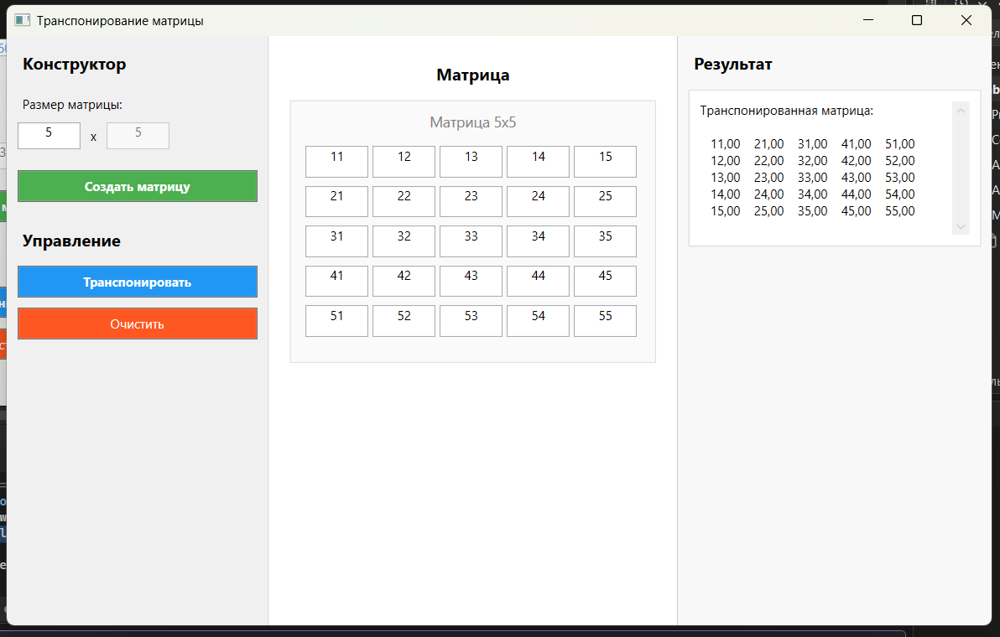 Транспонирование матрицы
Конструктор
Размер матрицы:
5 x 5
Создать матрицу
Управление
Транспонировать
Очистить
Матрица
Матрица 5x5
11 12 13 14 15
21 22 23 24 25
31 32 33 34 35
41 42 43 44 45
51 52 53 54 55
Результат
Транспонированная матрица:
11,00 21,00 31,00 41,00 51,00
12,00 22,00 32,00 42,00 52,00
13,00 23,00 33,00 43,00 53,00
14,00 24,00 34,00 44,00 54,00
15,00 25,00 35,00 45,00 55,00